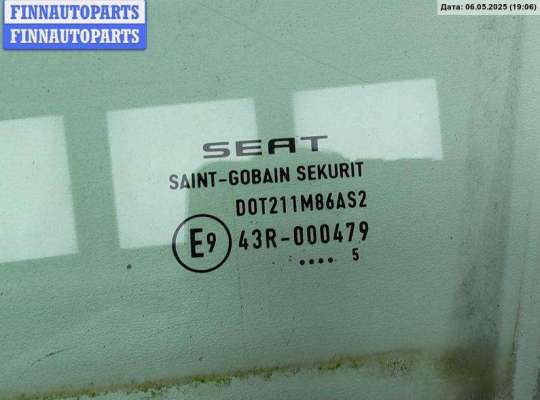 FINNAUTOPARTS
FINNAUTOPARTS
Дата: 06.05.2025 (19:06)
SEAT
SAINT-GOBAIN SEKURIT
DOT211M86AS2
E9 43R-000479
.... 5